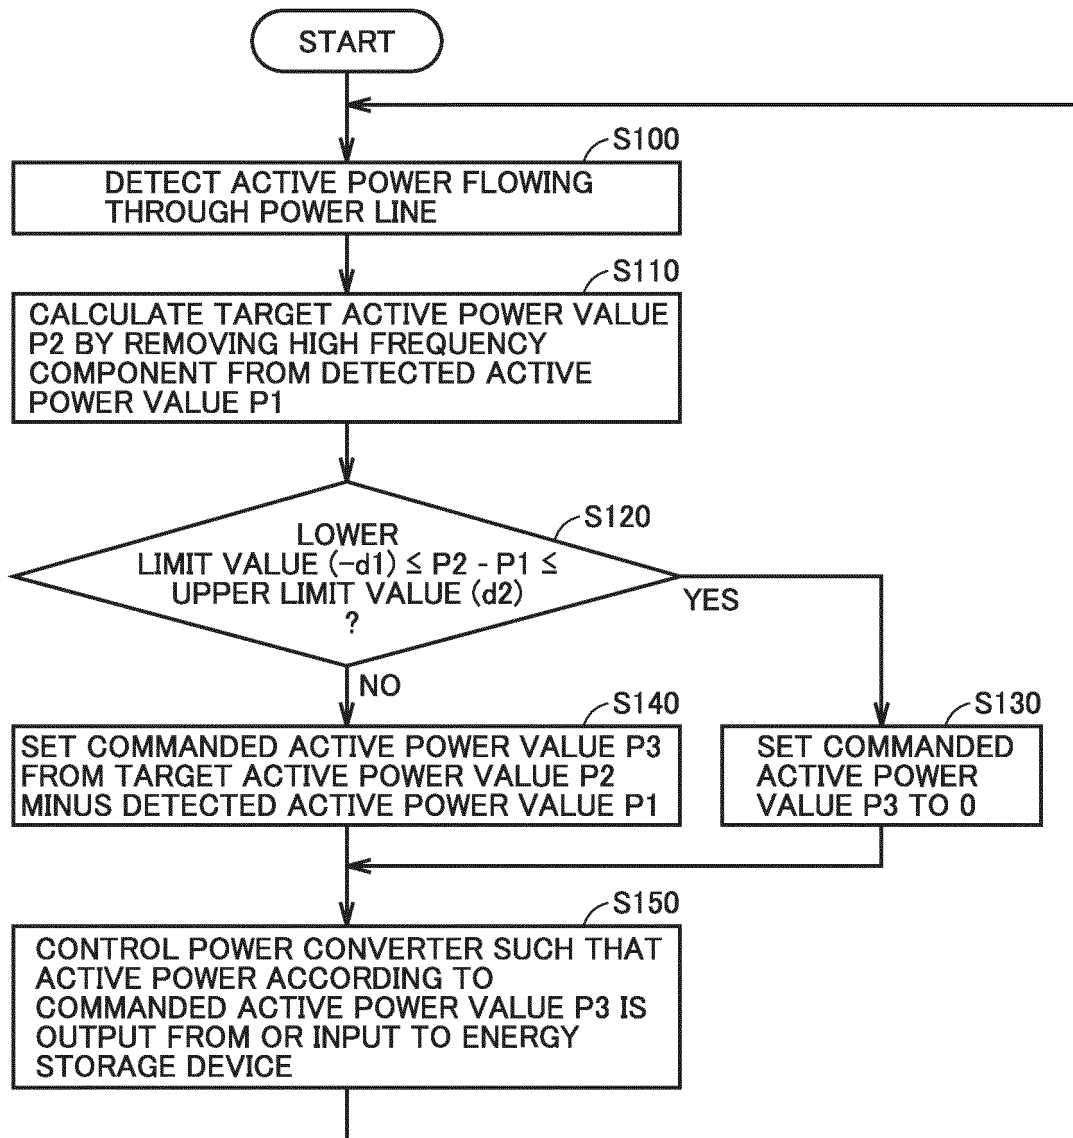 START
S100
DETECT ACTIVE POWER FLOWING
THROUGH POWER LINE
S110
CALCULATE TARGET ACTIVE POWER VALUE
P2 BY REMOVING HIGH FREQUENCY
COMPONENT FROM DETECTED ACTIVE
POWER VALUE P1
S120
LOWER
LIMIT VALUE (-d1) ≤ P2 - P1 ≤
UPPER LIMIT VALUE (d2)
?
YES
NO
S140
SET COMMANDED ACTIVE POWER VALUE P3
FROM TARGET ACTIVE POWER VALUE P2
MINUS DETECTED ACTIVE POWER VALUE P1
S130
SET COMMANDED
ACTIVE POWER
VALUE P3 TO 0
S150
CONTROL POWER CONVERTER SUCH THAT
ACTIVE POWER ACCORDING TO
COMMANDED ACTIVE POWER VALUE P3 IS
OUTPUT FROM OR INPUT TO ENERGY
STORAGE DEVICE